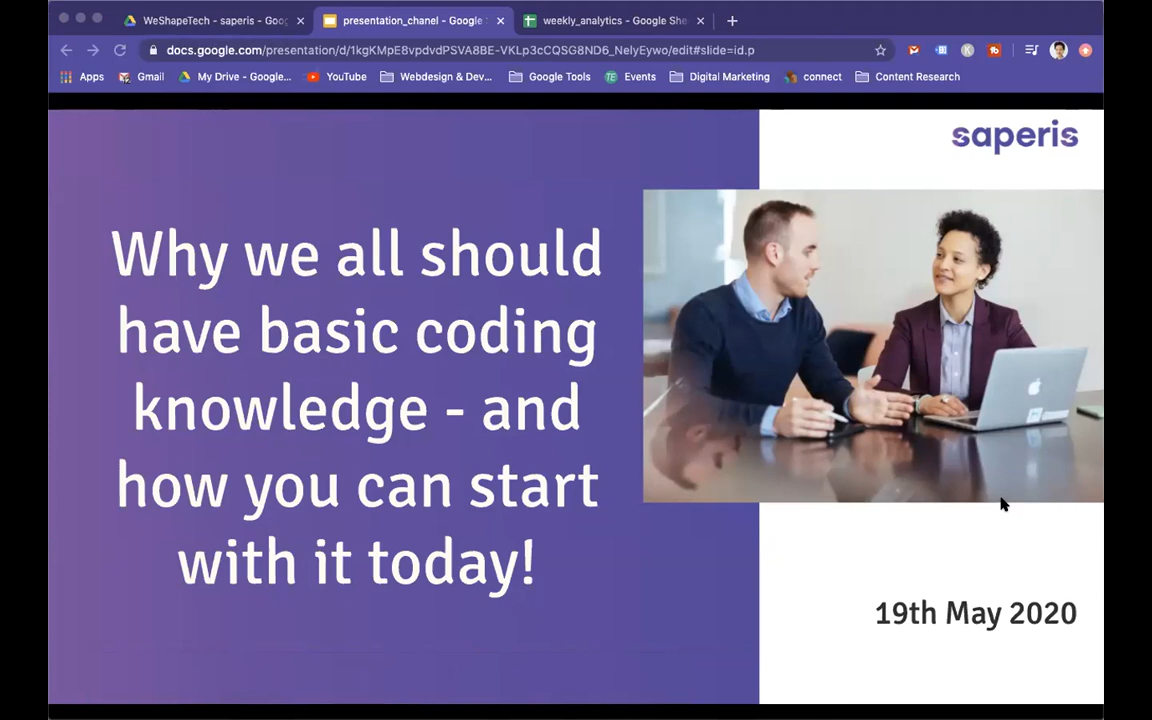 WeShapeTech - saperis - Goo
presentation_chanel - Google
weekly_analytics - Google She
docs.google.com/presentation/d/1kgKMpE8vpdvdPSVA8BE-VKLp3cCQSG8ND6_NelyEywo/edit#slide=id.p
Apps
Gmail
My Drive - Google...
YouTube
Webdesign & Dev...
Google Tools
TE
Events
Digital Marketing
connect
Content Research
saperis
Why we all should
have basic coding
knowledge - and
how you can start
with it today!
19th May 2020